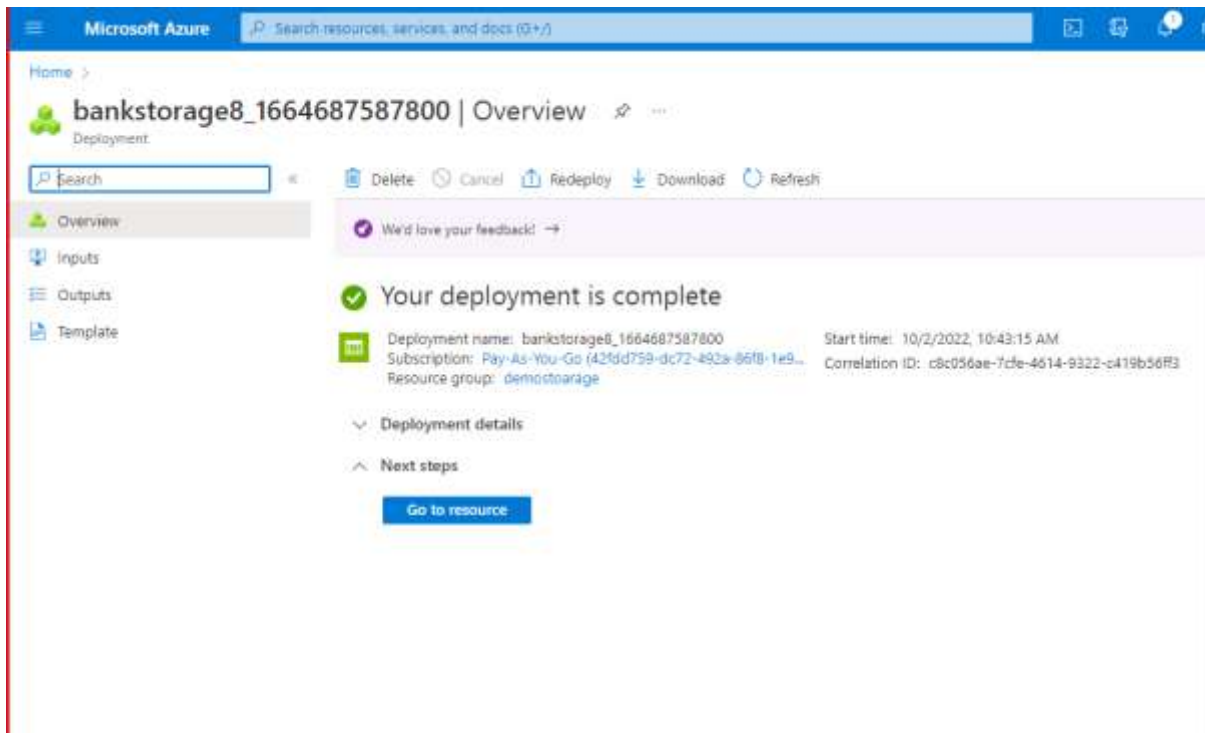 Microsoft Azure
Search resources, services, and docs (G+/)
Home >
bankstorage8_1664687587800 | Overview
Deployment
Search
Delete Cancel Redeploy Download Refresh
Overview
Inputs
Outputs
Template
We'd love your feedback! →
Your deployment is complete
Deployment name: bankstorage8_1664687587800
Subscription: Pay-As-You-Go (42fdd759-dc72-492a-86f8-1e9...
Resource group: demostoarage
Start time: 10/2/2022, 10:43:15 AM
Correlation ID: c8c056ae-7cfe-4614-9322-c419b56ff3
Deployment details
Next steps
Go to resource